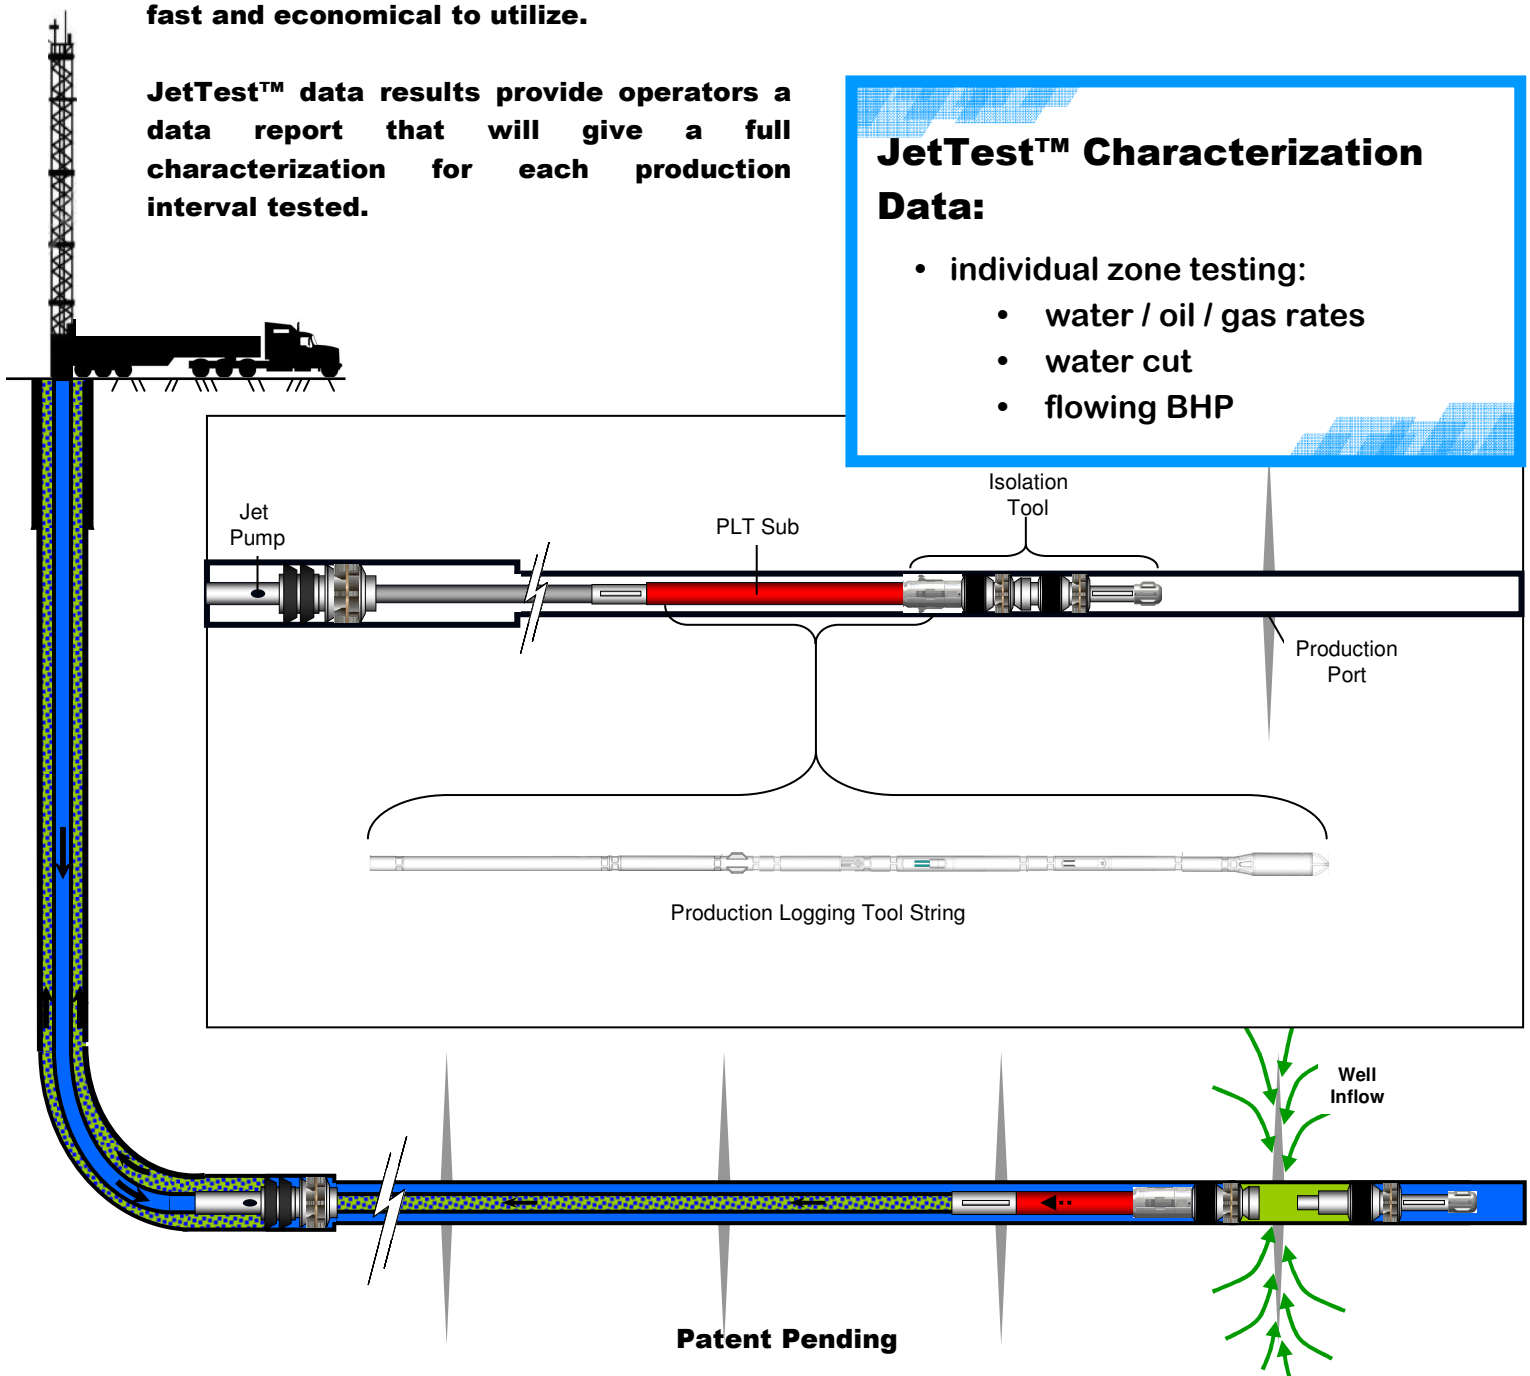 fast and economical to utilize.
JetTest™ data results provide operators a
data report that will give a full
characterization for each production
interval tested.
JetTest™ Characterization
Data:
• individual zone testing:
• water / oil / gas rates
• water cut
• flowing BHP
Isolation
Tool
Jet
Pump
PLT Sub
Production
Port
Production Logging Tool String
Well
Inflow
Patent Pending